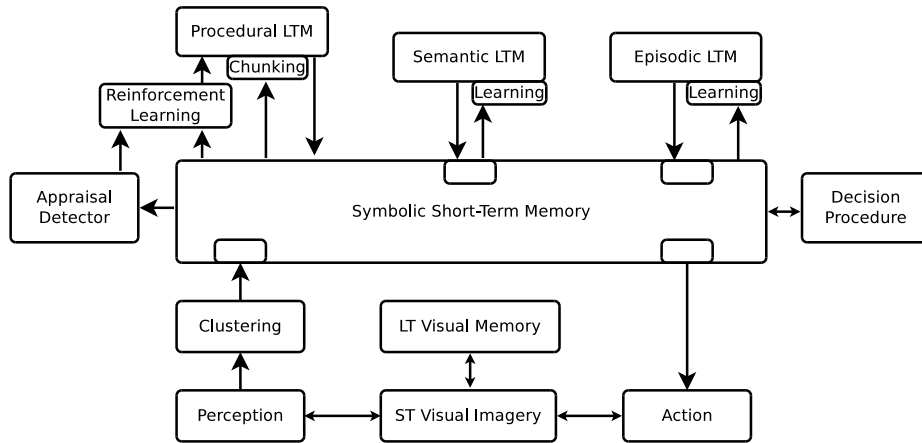 Procedural LTM
Chunking
Semantic LTM
Learning
Episodic LTM
Learning
Reinforcement
Learning
Appraisal
Detector
Symbolic Short-Term Memory
Decision
Procedure
Clustering
LT Visual Memory
Perception
ST Visual Imagery
Action